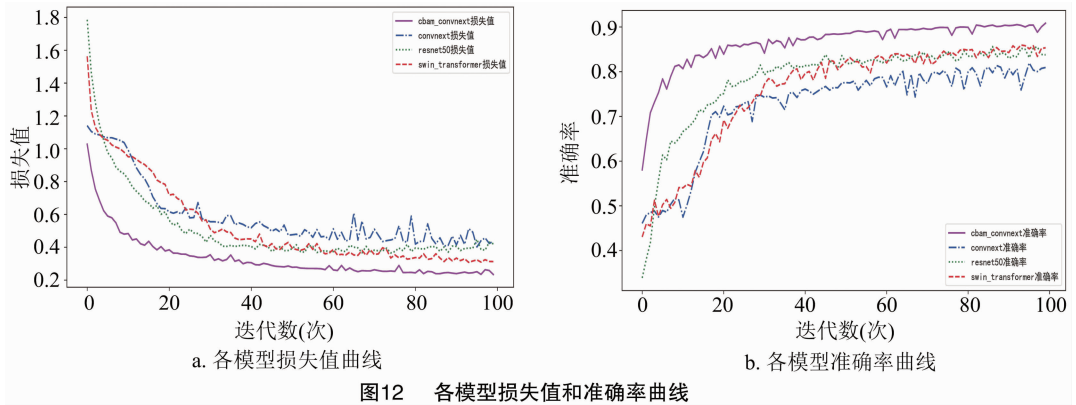 1.8
1.6
1.4
1.2
1.0
0.8
0.6
0.4
0.2
损失值
cbam_convnext损失值
convnext损失值
resnet50损失值
swin_transformer损失值
0 20 40 60 80 100
迭代数(次)
a. 各模型损失值曲线
0.9
0.8
0.7
0.6
0.5
0.4
准确率
cbam_convnext准确率
convnext准确率
resnet50准确率
swin_transformer准确率
0 20 40 60 80 100
迭代数(次)
b. 各模型准确率曲线
图12 各模型损失值和准确率曲线